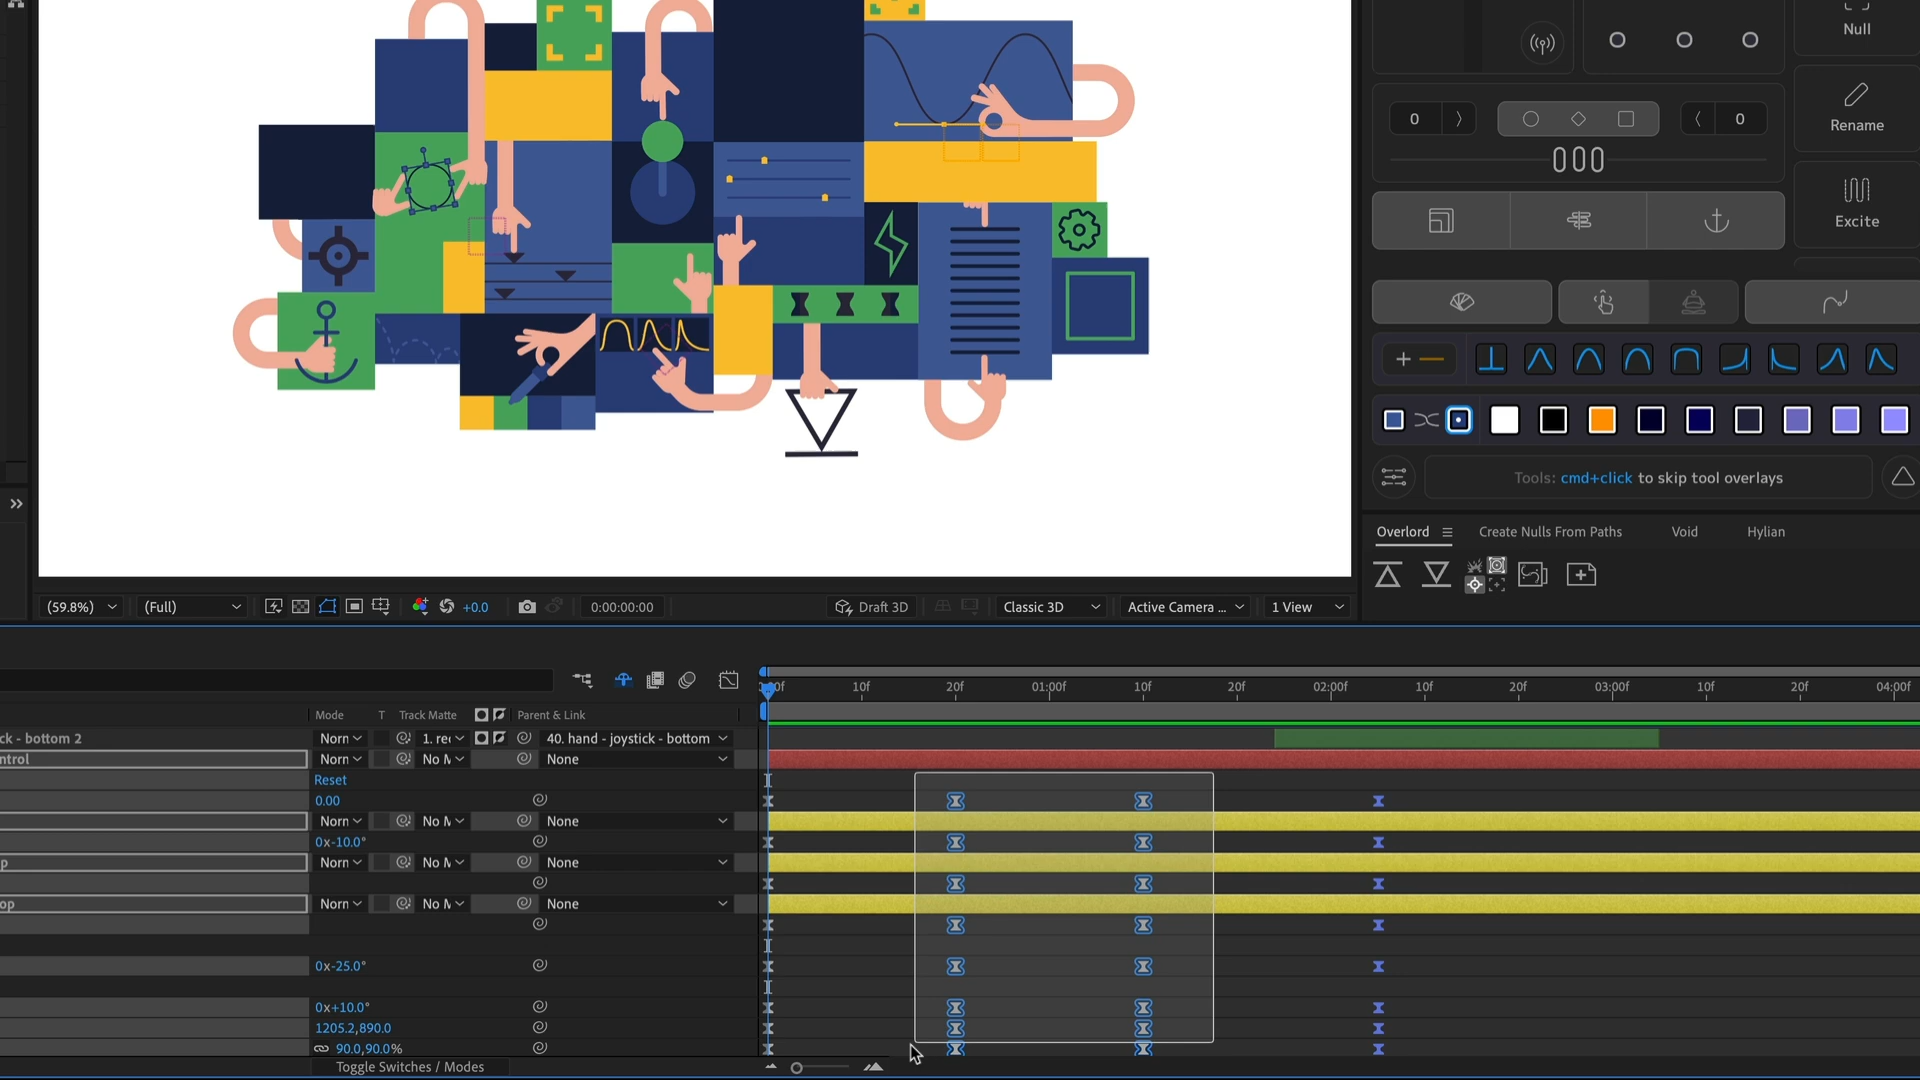 Null
0
0
Rename
000
Excite
Tools: cmd+click to skip tool overlays
Overlord
Create Nulls From Paths
Void
Hylian
(59.8%)
(Full)
+0.0
0:00:00:00
Draft 3D
Classic 3D
Active Camera ...
1 View
10f
20f
01:00f
10f
20f
02:00f
10f
20f
03:00f
10f
20f
04:00f
Mode
T
Track Matte
Parent & Link
ck - bottom 2
Norn
1. re
40. hand - joystick - bottom
ntrol
Norn
No M
None
Reset
0.00
Norn
No M
None
0x-10.0°
p
Norn
No M
None
op
Norn
No M
None
0x-25.0°
0x+10.0°
1205.2,890.0
90.0,90.0%
Toggle Switches / Modes